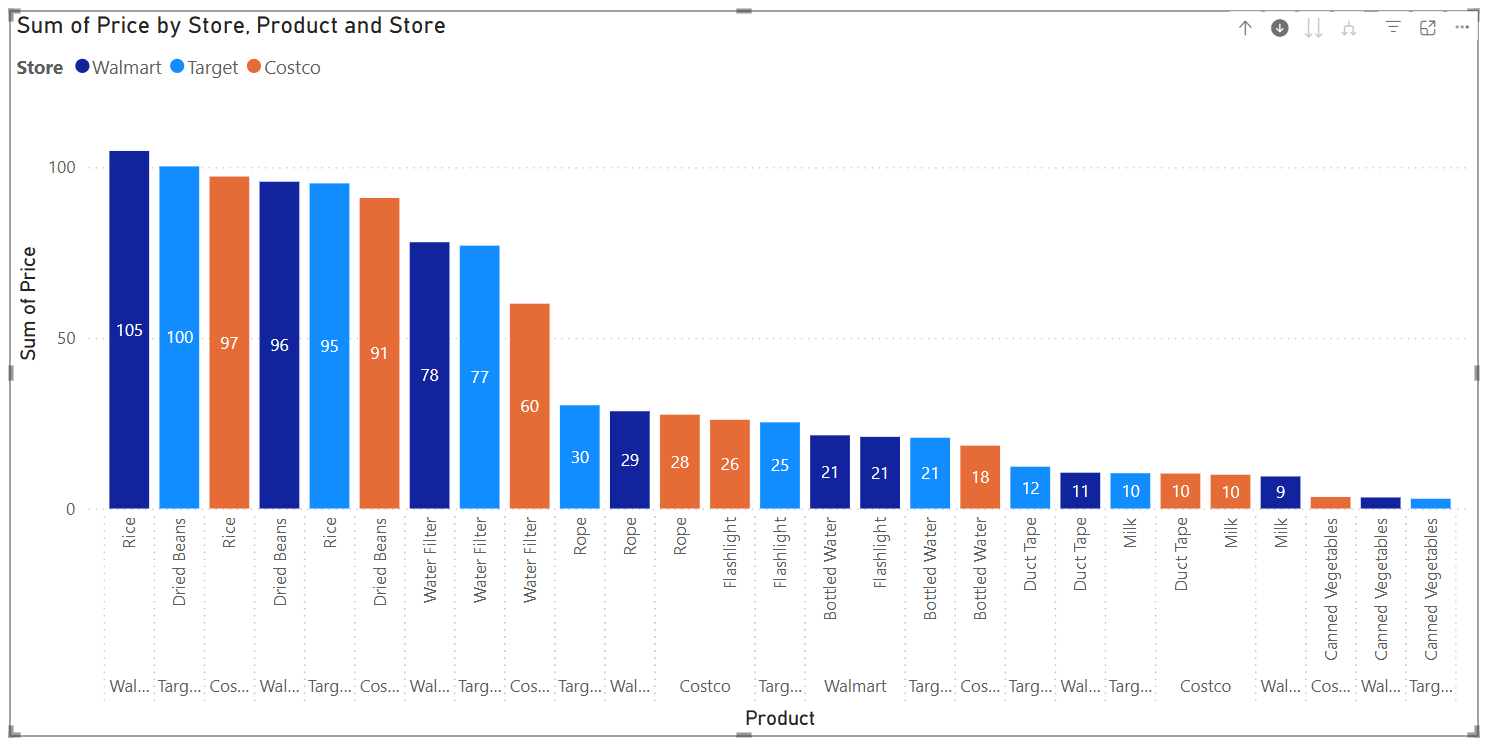 Sum of Price by Store, Product and Store
Store Walmart Target Costco
Sum of Price
100
50
0
105 100 97 96 95 91 78 77 60 30 29 28 26 25 21 21 21 18 12 11 10 10 10 9
Rice
Dried Beans
Rice
Dried Beans
Rice
Dried Beans
Water Filter
Water Filter
Water Filter
Rope
Rope
Rope
Flashlight
Flashlight
Bottled Water
Flashlight
Bottled Water
Bottled Water
Duct Tape
Duct Tape
Milk
Duct Tape
Milk
Milk
Canned Vegetables
Canned Vegetables
Canned Vegetables
Wal... Targ... Cos... Wal... Targ... Cos... Wal... Targ... Cos... Targ... Wal... Costco Targ... Walmart Targ... Cos... Targ... Wal... Targ... Costco Wal... Cos... Wal... Targ...
Product